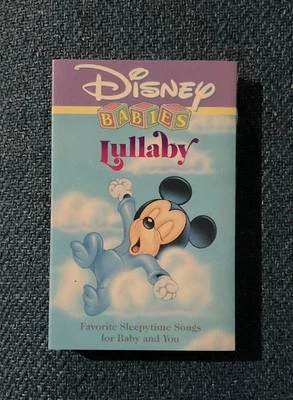 Disney
BABIES
Lullaby
Favorite Sleepytime Songs
for Baby and You